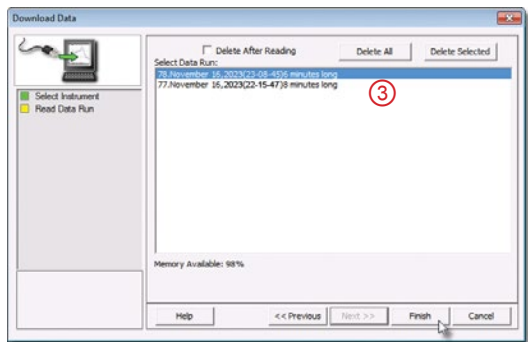 Download Data
Delete After Reading
Delete All
Delete Selected
Select Data Run:
78.November 16,2023(23-08-45)6 minutes long
77.November 16,2023(22-15-47)8 minutes long
3
Select Instrument
Read Data Run
Memory Available: 98%
Help
<< Previous
Next >>
Finish
Cancel